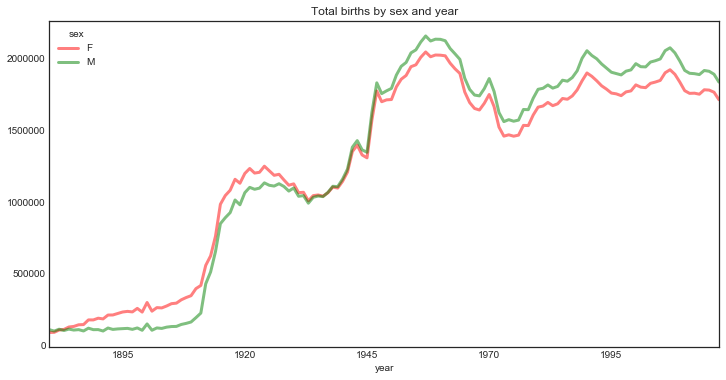 Total births by sex and year
sex
F
M
2000000
1500000
1000000
500000
0
1895 1920 1945 1970 1995
year